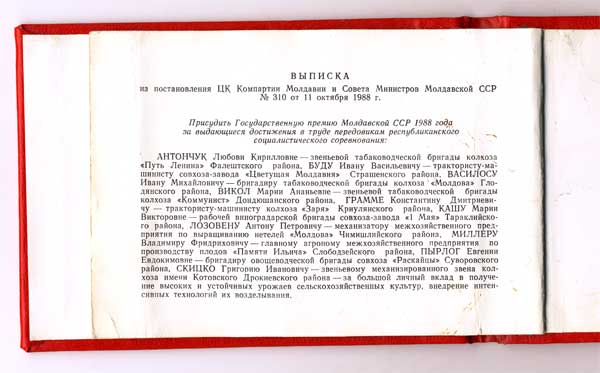 ВЫПИСКА
из постановления ЦК Компартии Молдавии и Совета Министров Молдавской ССР
№ 310 от 11 октября 1988 г.
Присудить Государственную премию Молдавской ССР 1988 года
за выдающиеся достижения в труде передовикам республиканского
социалистического соревнования:
АНТОНЧУК Любови Кирилловне — звеньевой табаководческой бригады колхоза
«Путь Ленина» Фалештского района, БУДУ Ивану Васильевичу — трактористу-ма-
шинисту совхоза-завода «Цветущая Молдавия» Страшенского района, ВАСИЛОСУ
Ивану Михайловичу — бригадиру табаководческой бригады колхоза «Молдова» Гло-
дянского района, ВИКОЛ Марии Ананьевне — звеньевой табаководческой бригады
колхоза «Коммунист» Дондюшанского района, ГРАММЕ Константину Дмитриеви-
чу — трактористу-машинисту колхоза «Заря» Криулянского района, КАШУ Марии
Викторовне — рабочей виноградарской бригады совхоза-завода «1 Мая» Тараклий-
ского района, ЛОЗОВЕНУ Антону Петровичу — механизатору межхозяйственного пред-
приятия по выращиванию нетелей «Молдова» Чимишлийского района, МИЛЛЕРУ
Владимиру Фридриховичу — главному агроному межхозяйственного предприятия по
производству плодов «Памяти Ильича» Слободзейского района, ПЫРЛОГ Евгении
Евдокимовне — бригадиру овощеводческой бригады совхоза «Раскайцы» Суворовского
района, СКИЦКО Григорию Ивановичу — звеньевому механизированного звена кол-
хоза имени Котовского Дрокиевского района — за большой личный вклад в получе-
ние высоких и устойчивых урожаев сельскохозяйственных культур, внедрение интен-
сивных технологий их возделывания.